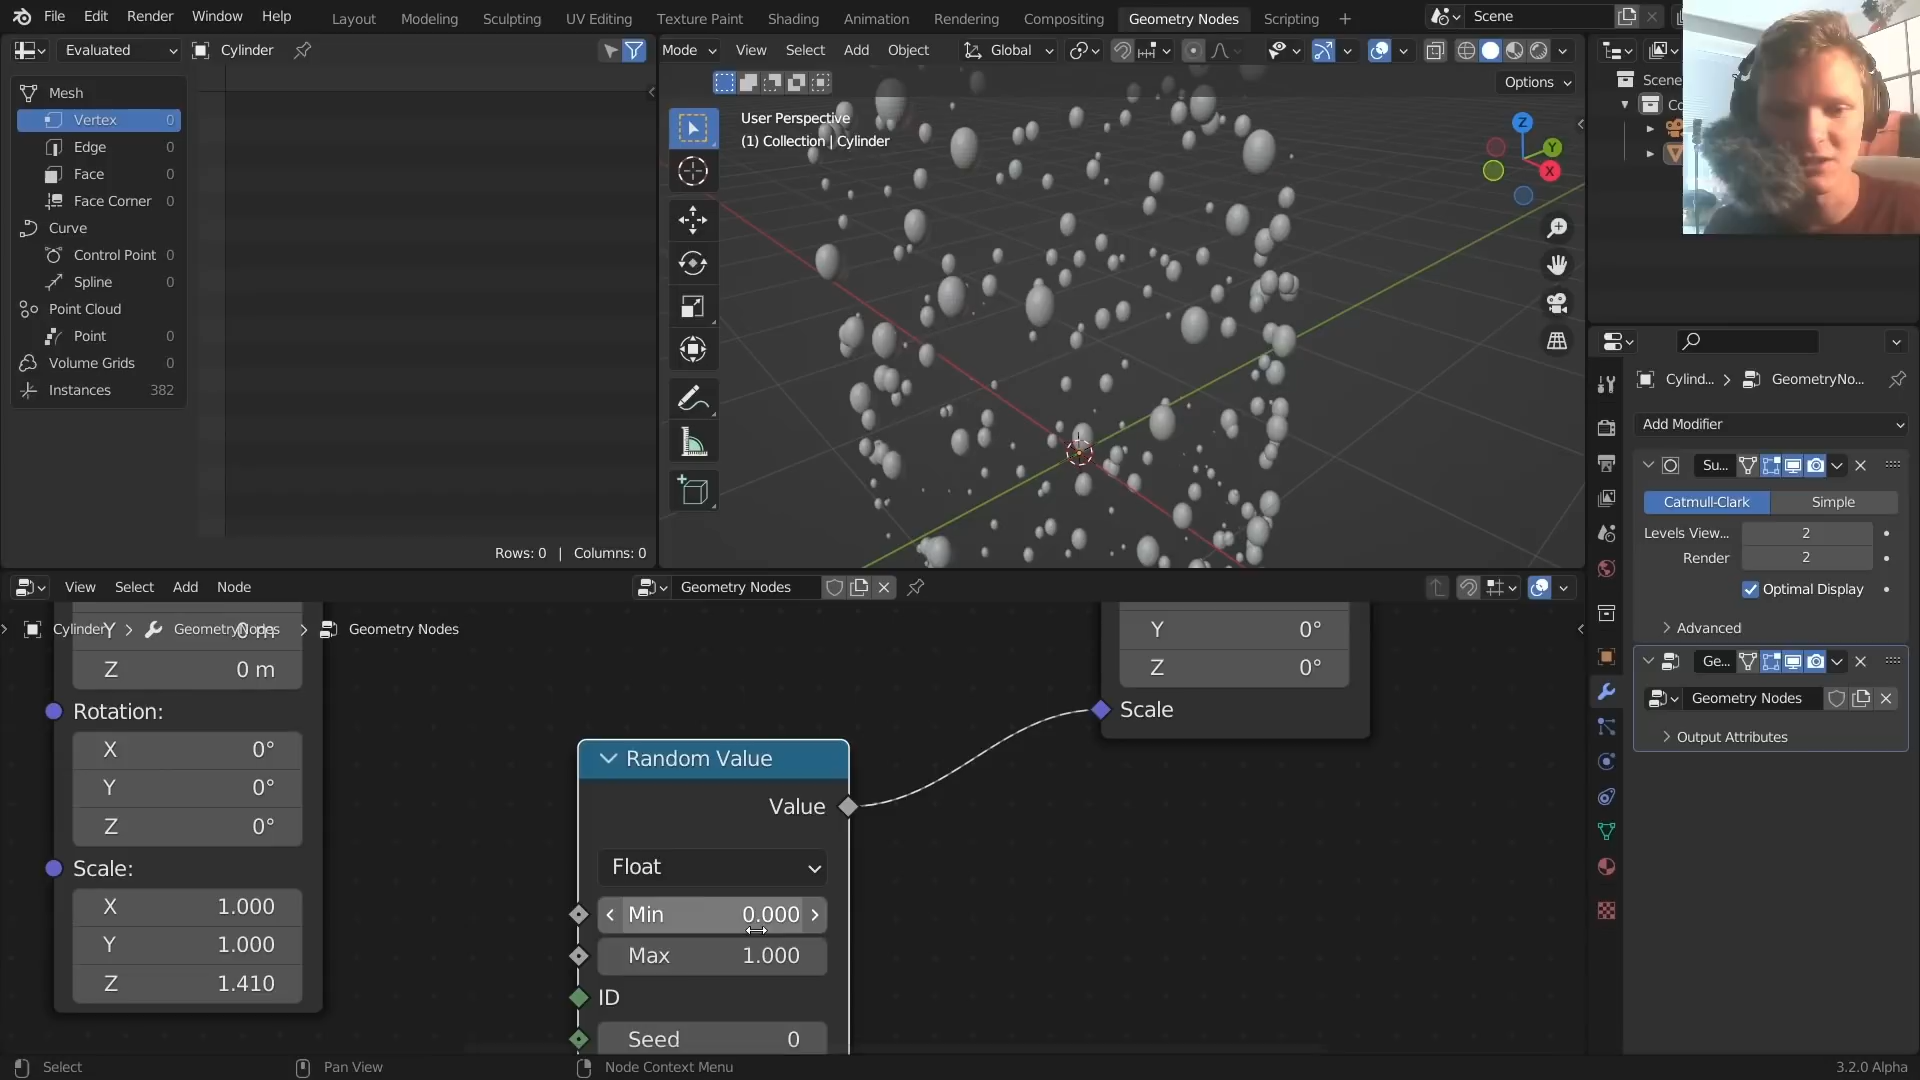 File Edit Render Window Help
Layout Modeling Sculpting UV Editing Texture Paint Shading Animation Rendering Compositing Geometry Nodes Scripting +
Scene
Evaluated
Cylinder
Mode View Select Add Object
Global
Options
Mesh
Vertex 0
Edge 0
Face 0
Face Corner 0
Curve
Control Point 0
Spline 0
Point Cloud
Point 0
Volume Grids 0
Instances 382
Rows: 0 | Columns: 0
User Perspective
(1) Collection | Cylinder
Z
Y
X
Scene
Co
Cylind... > GeometryNo...
Add Modifier
Su...
Catmull-Clark Simple
Levels View... 2
Render 2
Optimal Display
Advanced
Ge...
Geometry Nodes
Output Attributes
View Select Add Node
Geometry Nodes
Cylinder > GeometryNodes > Geometry Nodes
Y 0 m
Z 0 m
Rotation:
X 0°
Y 0°
Z 0°
Scale:
X 1.000
Y 1.000
Z 1.410
Random Value
Value
Float
Min 0.000
Max 1.000
ID
Seed 0
Y 0°
Z 0°
Scale
Select
Pan View
Node Context Menu
3.2.0 Alpha